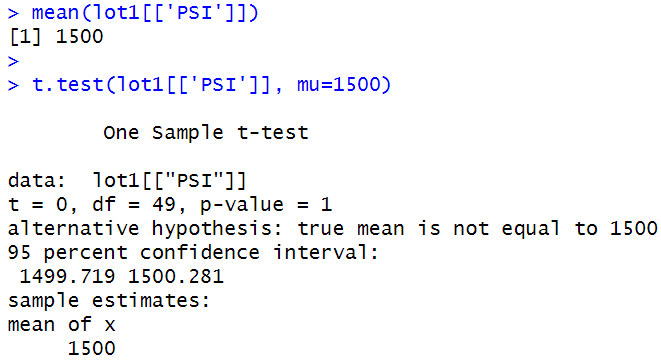 > mean(lot1[['PSI']])
[1] 1500
>
> t.test(lot1[['PSI']], mu=1500)
One Sample t-test
data:  lot1[["PSI"]]
t = 0, df = 49, p-value = 1
alternative hypothesis: true mean is not equal to 1500
95 percent confidence interval:
1499.719 1500.281
sample estimates:
mean of x
1500